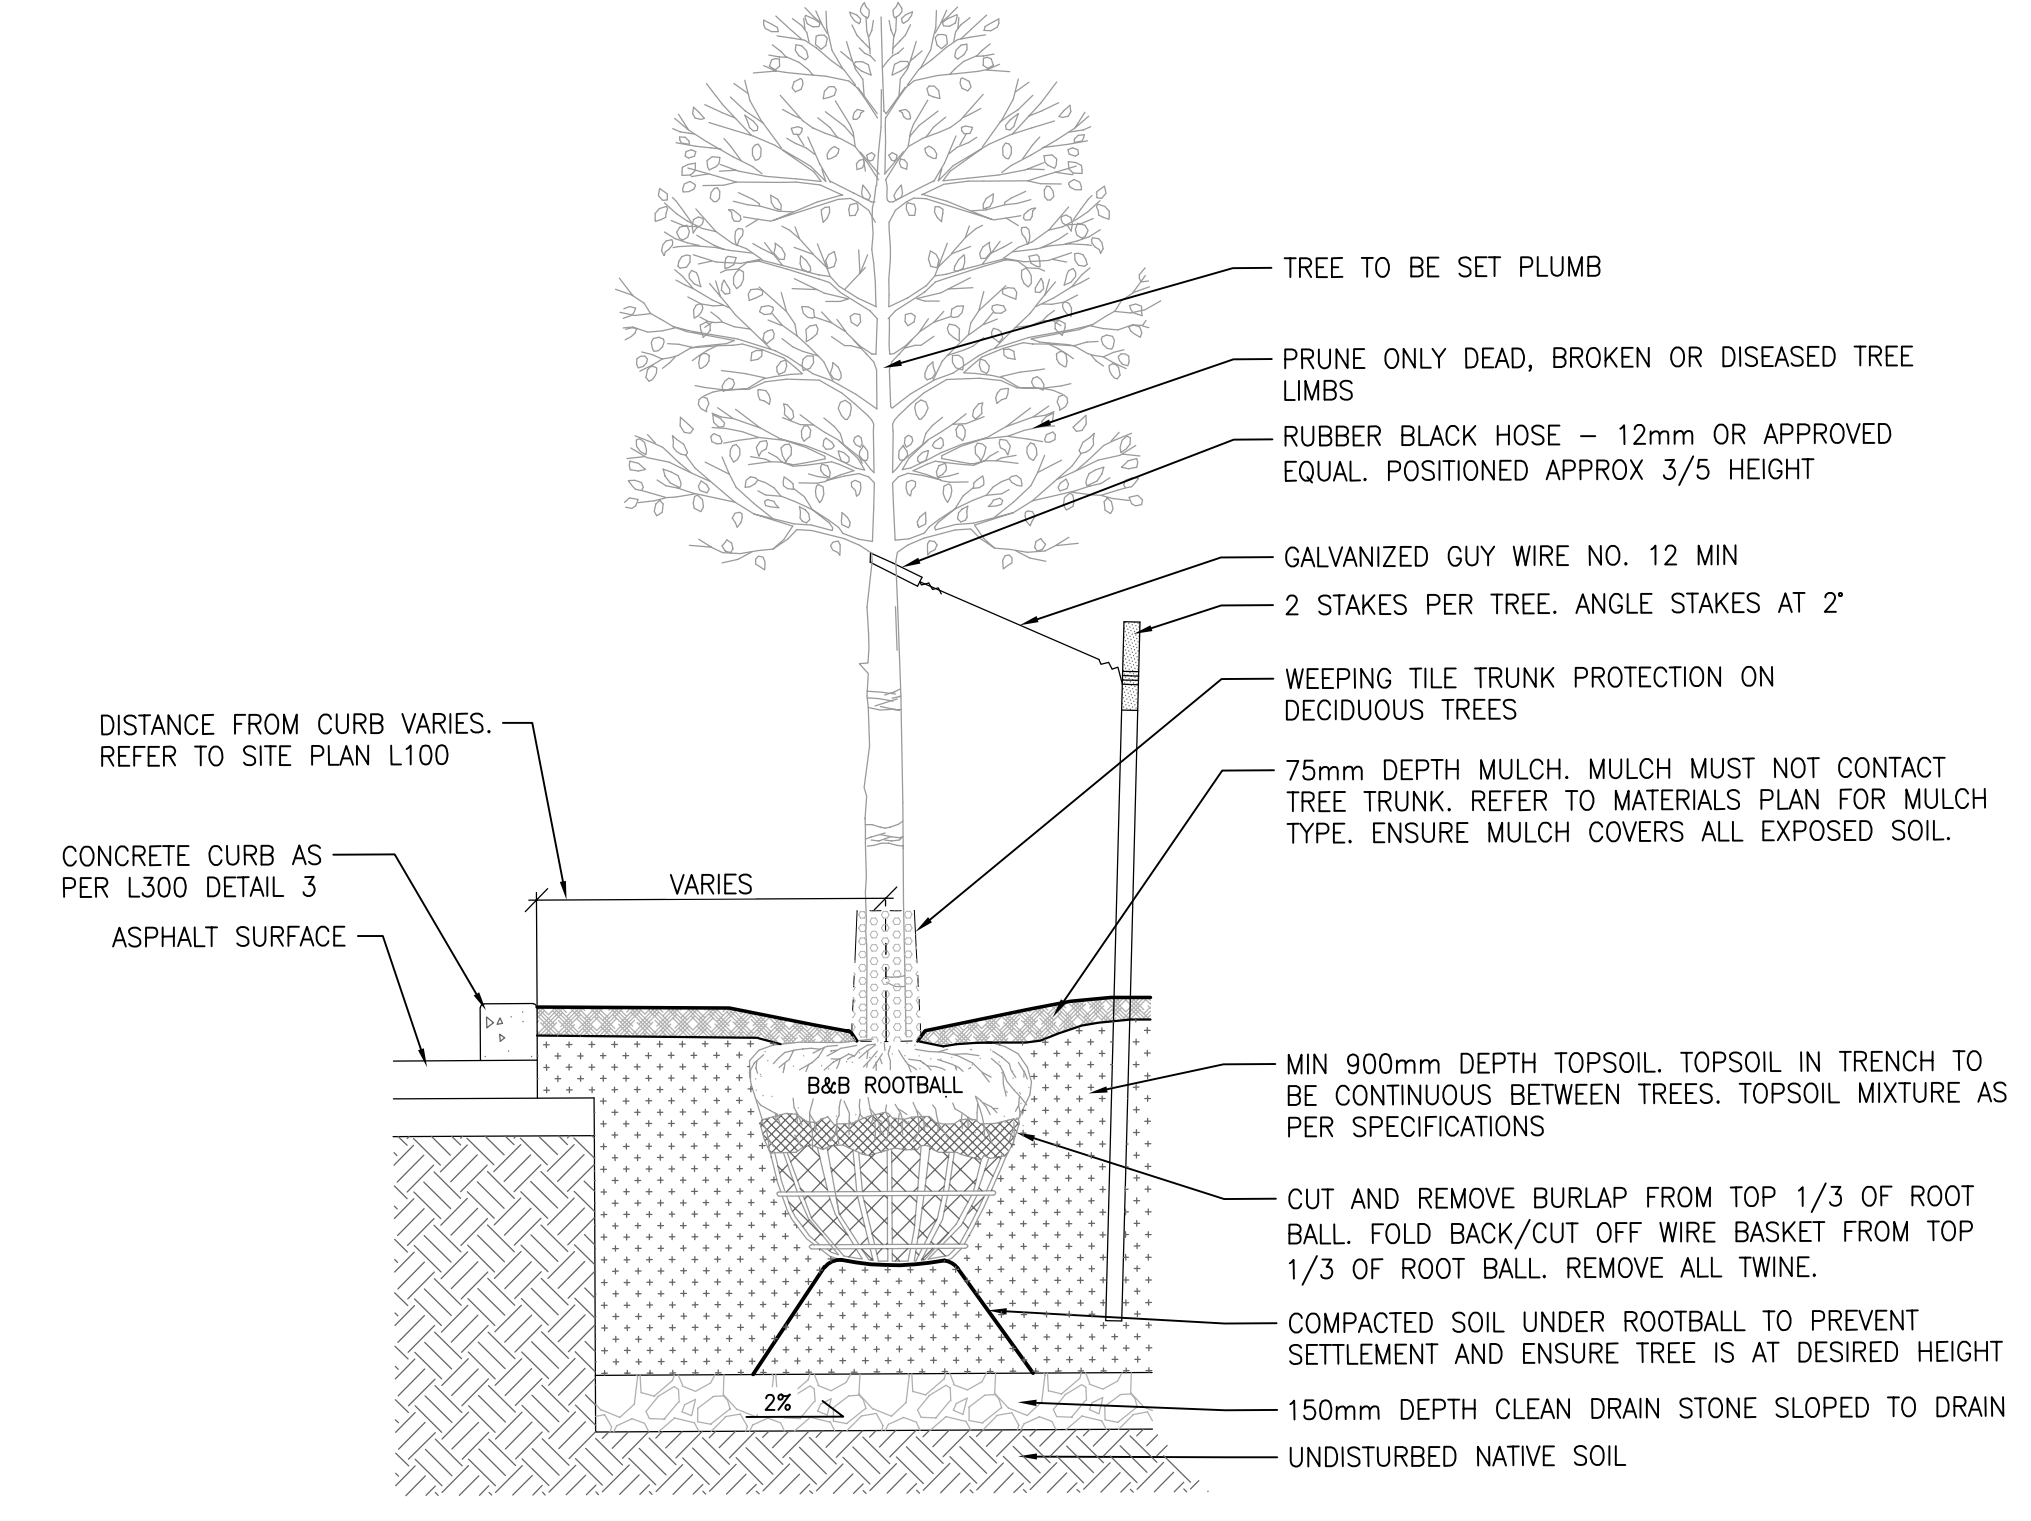 TREE TO BE SET PLUMB
PRUNE ONLY DEAD, BROKEN OR DISEASED TREE
LIMBS
RUBBER BLACK HOSE – 12mm OR APPROVED
EQUAL. POSITIONED APPROX 3/5 HEIGHT
GALVANIZED GUY WIRE NO. 12 MIN
2 STAKES PER TREE. ANGLE STAKES AT 2°
WEEPING TILE TRUNK PROTECTION ON
DECIDUOUS TREES
DISTANCE FROM CURB VARIES.
REFER TO SITE PLAN L100
75mm DEPTH MULCH. MULCH MUST NOT CONTACT
TREE TRUNK. REFER TO MATERIALS PLAN FOR MULCH
TYPE. ENSURE MULCH COVERS ALL EXPOSED SOIL.
CONCRETE CURB AS
PER L300 DETAIL 3
VARIES
ASPHALT SURFACE
B&B ROOTBALL
MIN 900mm DEPTH TOPSOIL. TOPSOIL IN TRENCH TO
BE CONTINUOUS BETWEEN TREES. TOPSOIL MIXTURE AS
PER SPECIFICATIONS
CUT AND REMOVE BURLAP FROM TOP 1/3 OF ROOT
BALL. FOLD BACK/CUT OFF WIRE BASKET FROM TOP
1/3 OF ROOT BALL. REMOVE ALL TWINE.
COMPACTED SOIL UNDER ROOTBALL TO PREVENT
SETTLEMENT AND ENSURE TREE IS AT DESIRED HEIGHT
2%
150mm DEPTH CLEAN DRAIN STONE SLOPED TO DRAIN
UNDISTURBED NATIVE SOIL